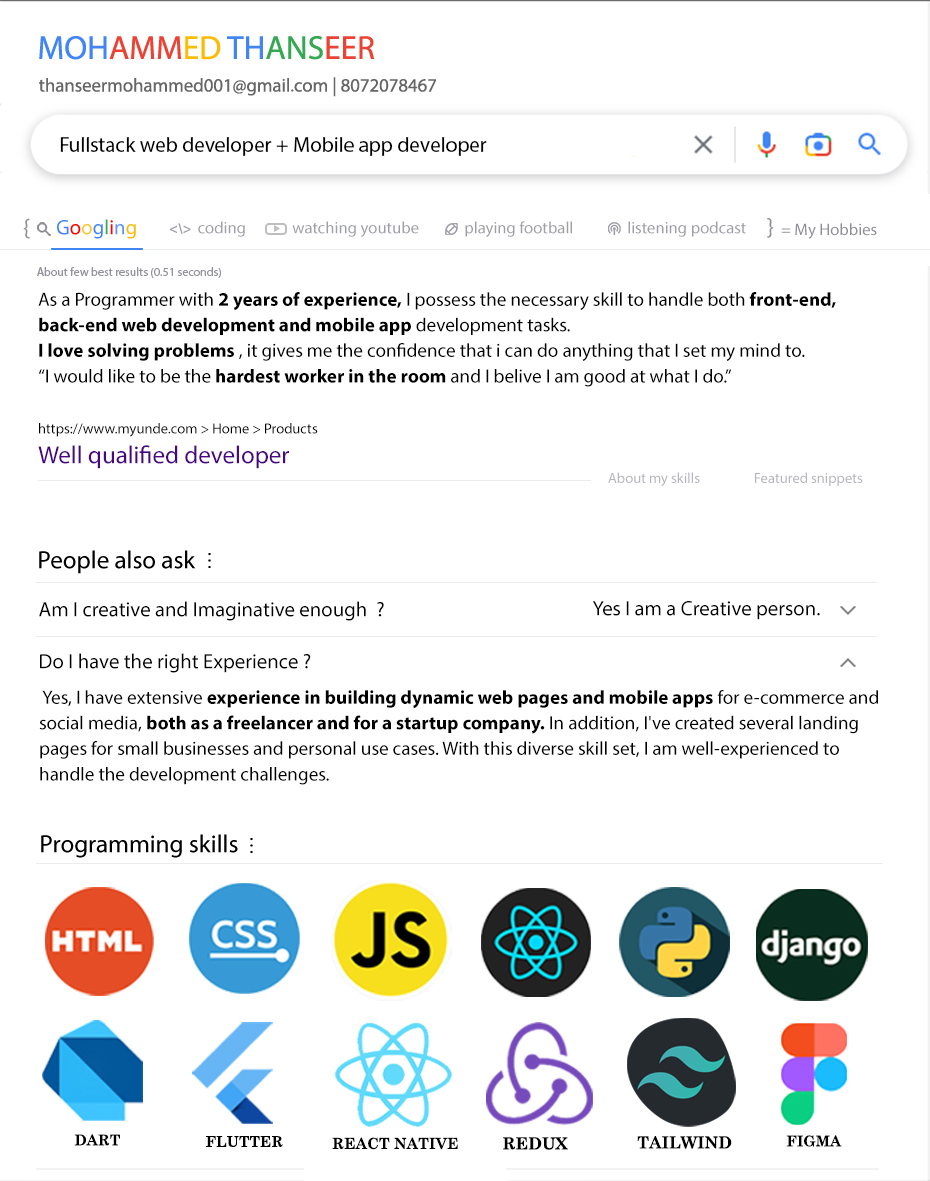 MOHAMMED THANSEER
thanseermohammed001@gmail.com | 8072078467
Fullstack web developer + Mobile app developer
{ Googling <\> coding watching youtube playing football listening podcast } = My Hobbies
About few best results (0.51 seconds)
As a Programmer with 2 years of experience, I possess the necessary skill to handle both front-end,
back-end web development and mobile app development tasks.
I love solving problems , it gives me the confidence that i can do anything that I set my mind to.
“I would like to be the hardest worker in the room and I belive I am good at what I do.”
https://www.myunde.com > Home > Products
Well qualified developer
About my skills Featured snippets
People also ask ⋮
Am I creative and Imaginative enough ? Yes I am a Creative person.
Do I have the right Experience ?
Yes, I have extensive experience in building dynamic web pages and mobile apps for e-commerce and
social media, both as a freelancer and for a startup company. In addition, I've created several landing
pages for small businesses and personal use cases. With this diverse skill set, I am well-experienced to
handle the development challenges.
Programming skills ⋮
HTML CSS JS django
DART FLUTTER REACT NATIVE REDUX TAILWIND FIGMA